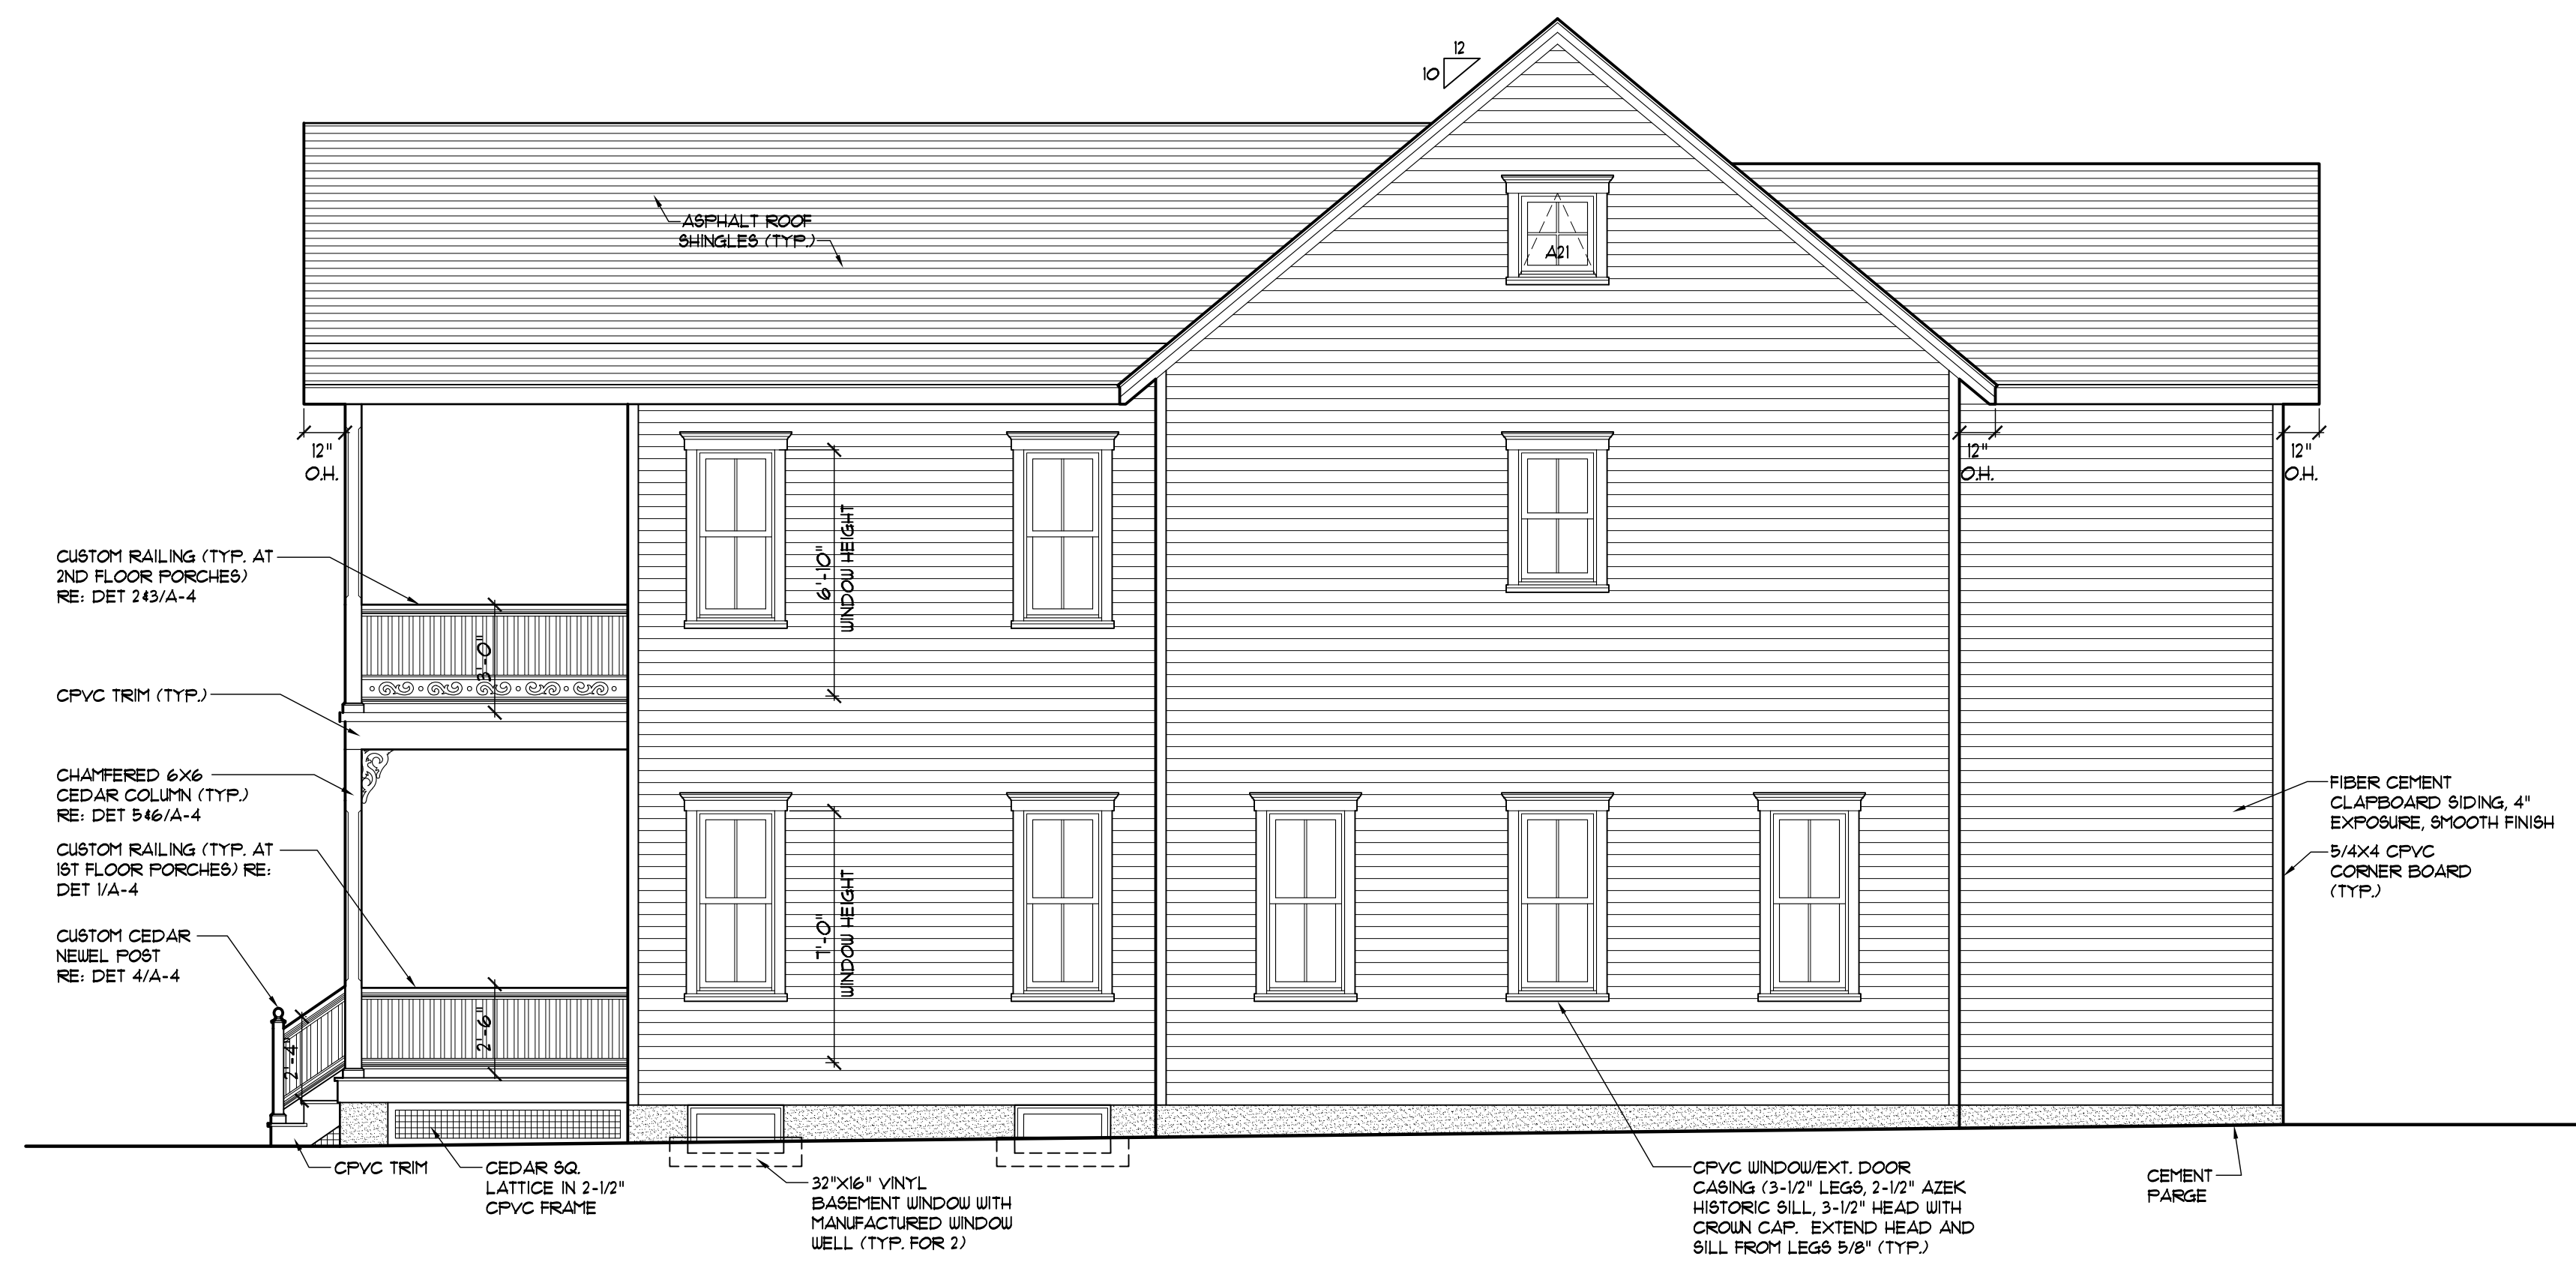 12
10
ASPHALT ROOF
SHINGLES (TYP.)
A21
12"
O.H.
12"
O.H.
12"
O.H.
6'-10"
WINDOW HEIGHT
CUSTOM RAILING (TYP. AT
2ND FLOOR PORCHES)
RE: DET 2&3/A-4
3'-0"
CPVC TRIM (TYP.)
CHAMFERED 6X6
CEDAR COLUMN (TYP.)
RE: DET 5&6/A-4
CUSTOM RAILING (TYP. AT
1ST FLOOR PORCHES) RE:
DET 1/A-4
CUSTOM CEDAR
NEWEL POST
RE: DET 4/A-4
2'-4"
2'-6"
7'-0"
WINDOW HEIGHT
FIBER CEMENT
CLAPBOARD SIDING, 4"
EXPOSURE, SMOOTH FINISH
5/4X4 CPVC
CORNER BOARD
(TYP.)
CPVC TRIM
CEDAR SQ.
LATTICE IN 2-1/2"
CPVC FRAME
32"X16" VINYL
BASEMENT WINDOW WITH
MANUFACTURED WINDOW
WELL (TYP. FOR 2)
CPVC WINDOW/EXT. DOOR
CASING (3-1/2" LEGS, 2-1/2" AZEK
HISTORIC SILL, 3-1/2" HEAD WITH
CROWN CAP.  EXTEND HEAD AND
SILL FROM LEGS 5/8" (TYP.)
CEMENT
PARGE